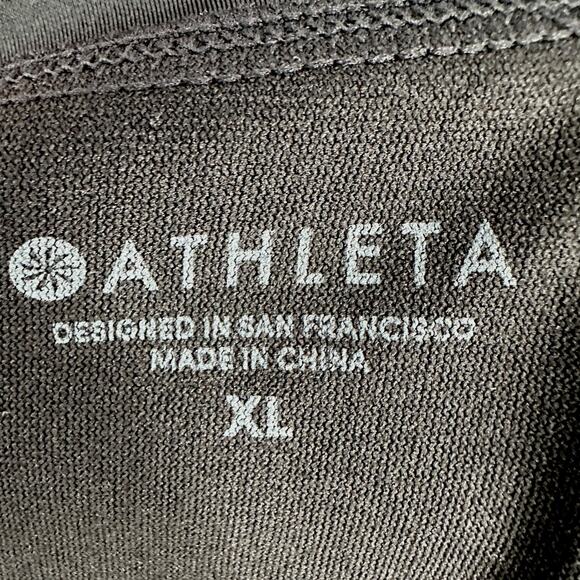 ATHLETA
DESIGNED IN SAN FRANCISCO
MADE IN CHINA
XL